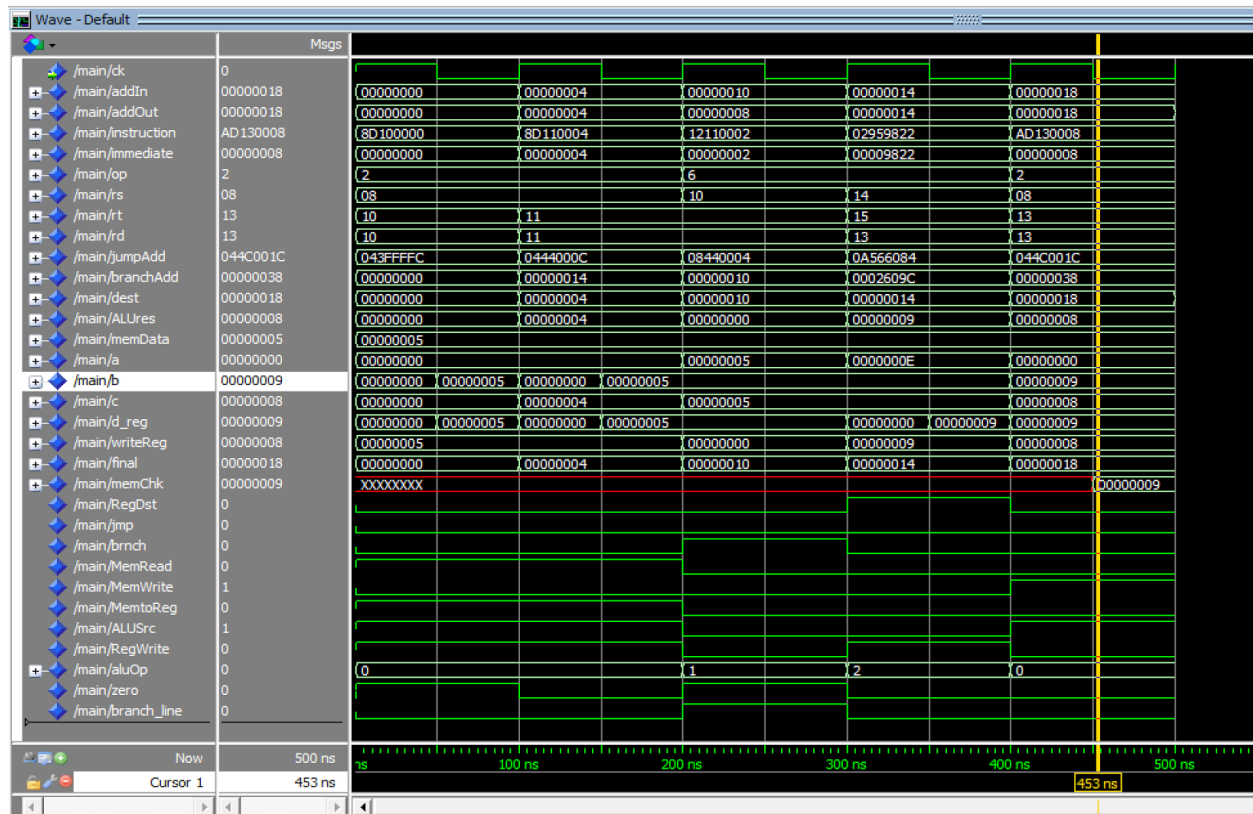 Wave - Default
Msgs
/main/ck 0
/main/addIn 00000018 00000000 00000004 00000010 00000014 00000018
/main/addOut 00000018 00000000 00000004 00000008 00000014 00000018
/main/instruction AD130008 8D100000 8D110004 12110002 02959822 AD130008
/main/immediate 00000008 00000000 00000004 00000002 00009822 00000008
/main/op 2 2 6 2
/main/rs 08 08 10 14 08
/main/rt 13 10 11 15 13
/main/rd 13 10 11 13 13
/main/jumpAdd 044C001C 043FFFFC 0444000C 08440004 0A566084 044C001C
/main/branchAdd 00000038 00000000 00000014 00000010 0002609C 00000038
/main/dest 00000018 00000000 00000004 00000010 00000014 00000018
/main/ALUres 00000008 00000000 00000004 00000000 00000009 00000008
/main/memData 00000005 00000005
/main/a 00000000 00000000 00000005 0000000E 00000000
/main/b 00000009 00000000 00000005 00000000 00000005 00000009
/main/c 00000008 00000000 00000004 00000005 00000008
/main/d_reg 00000009 00000000 00000005 00000000 00000005 00000000 00000009 00000009
/main/writeReg 00000008 00000005 00000000 00000009 00000008
/main/final 00000018 00000000 00000004 00000010 00000014 00000018
/main/memChk 00000009 XXXXXXXX 00000009
/main/RegDst 0
/main/jmp 0
/main/brnch 0
/main/MemRead 0
/main/MemWrite 1
/main/MemtoReg 0
/main/ALUSrc 1
/main/RegWrite 0
/main/aluOp 0 0 1 2 0
/main/zero 0
/main/branch_line 0
Now 500 ns ns 100 ns 200 ns 300 ns 400 ns 500 ns
Cursor 1 453 ns 453 ns